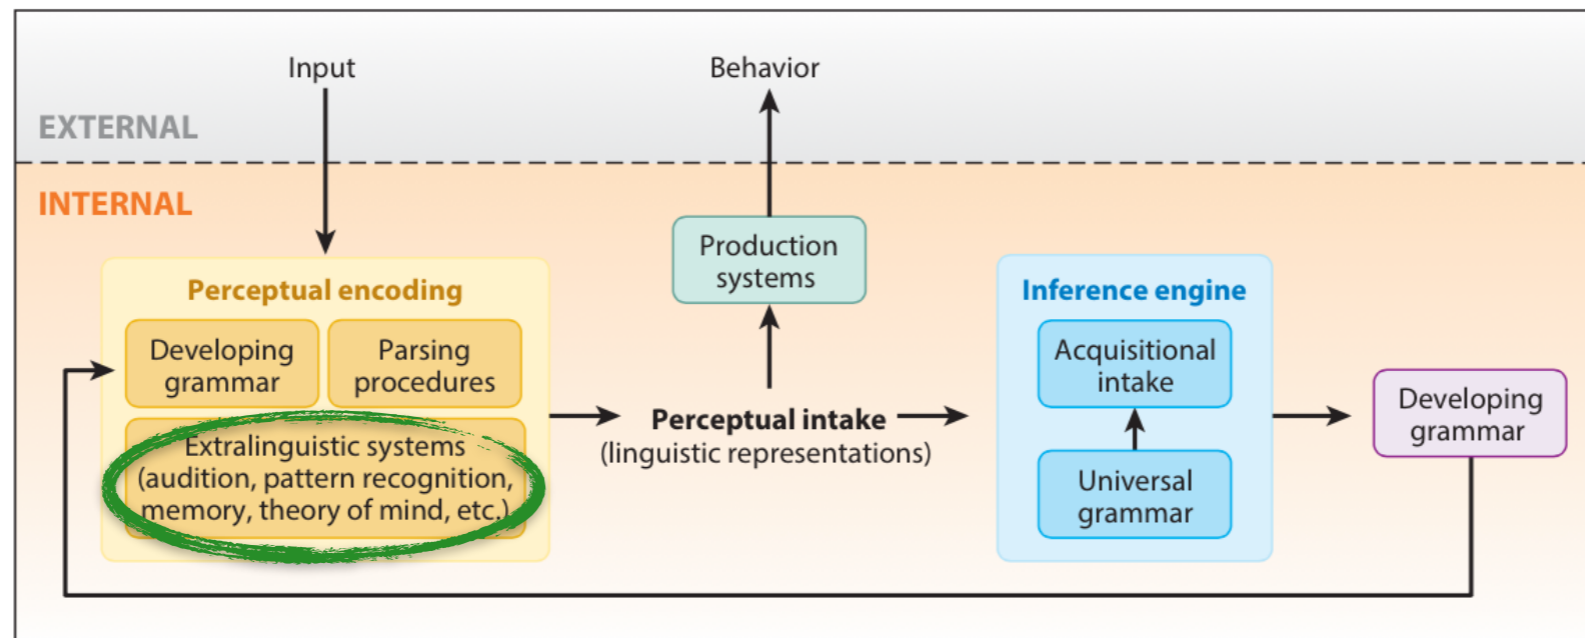 Input
Behavior
EXTERNAL
INTERNAL
Perceptual encoding
Developing
grammar
Parsing
procedures
Extralinguistic systems
(audition, pattern recognition,
memory, theory of mind, etc.)
Production
systems
Perceptual intake
(linguistic representations)
Inference engine
Acquisitional
intake
Universal
grammar
Developing
grammar